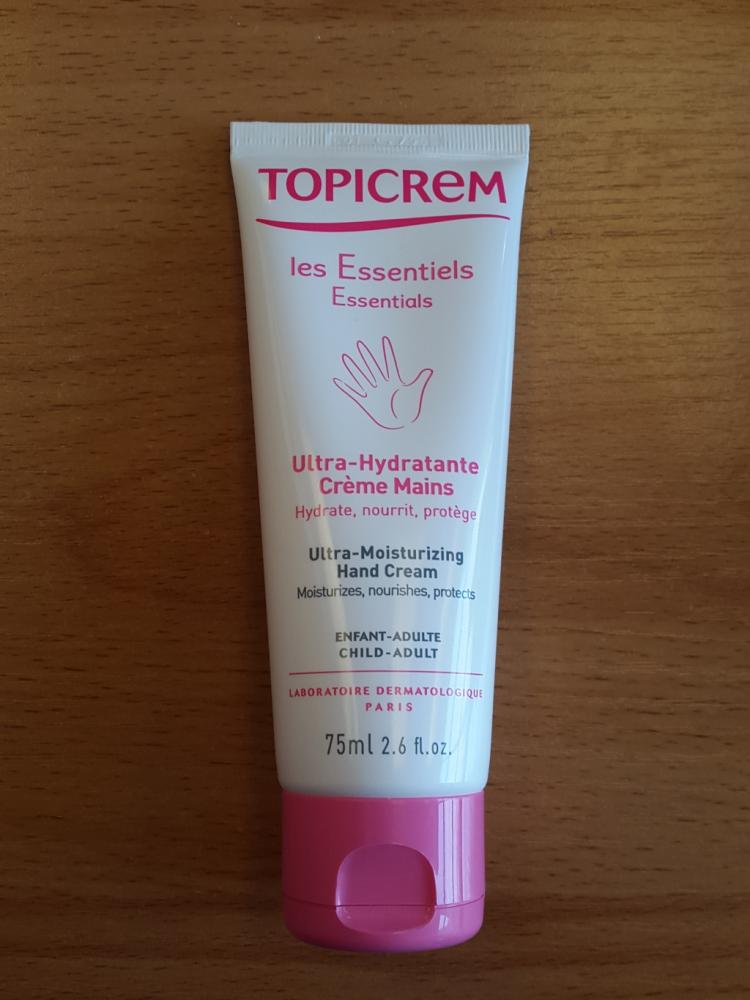 TOPICREM
les Essentiels
Essentials
Ultra-Hydratante
Crème Mains
Hydrate, nourrit, protège
Ultra-Moisturizing
Hand Cream
Moisturizes, nourishes, protects
ENFANT-ADULTE
CHILD-ADULT
LABORATOIRE DERMATOLOGIQUE
PARIS
75ml 2.6 fl.oz.